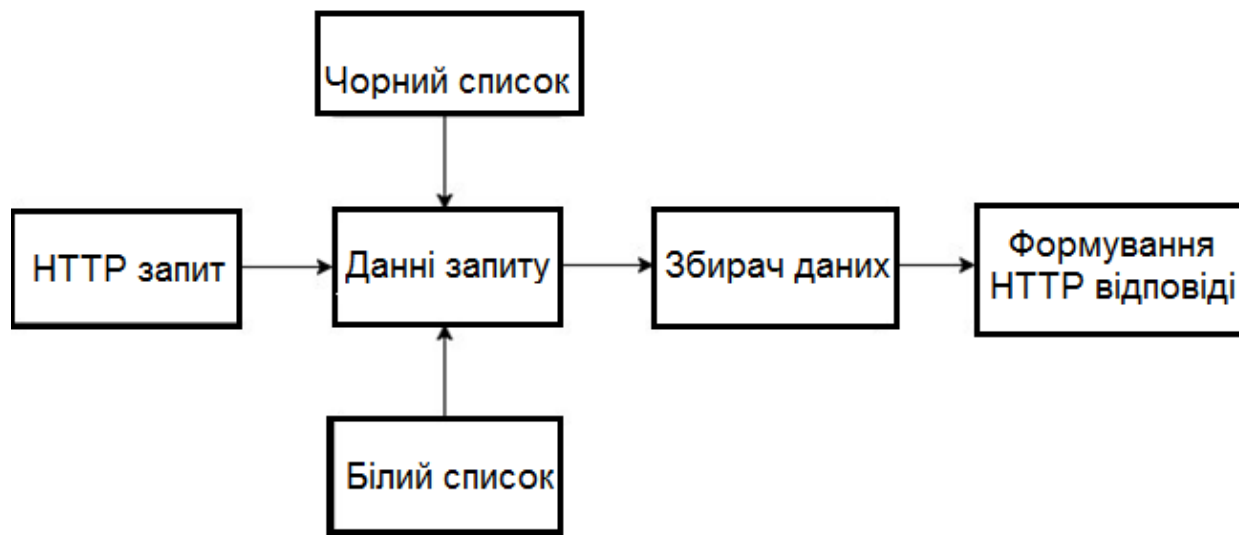 Чорний список
HTTP запит
Данні запиту
Збирач даних
Формування
HTTP відповіді
Білий список